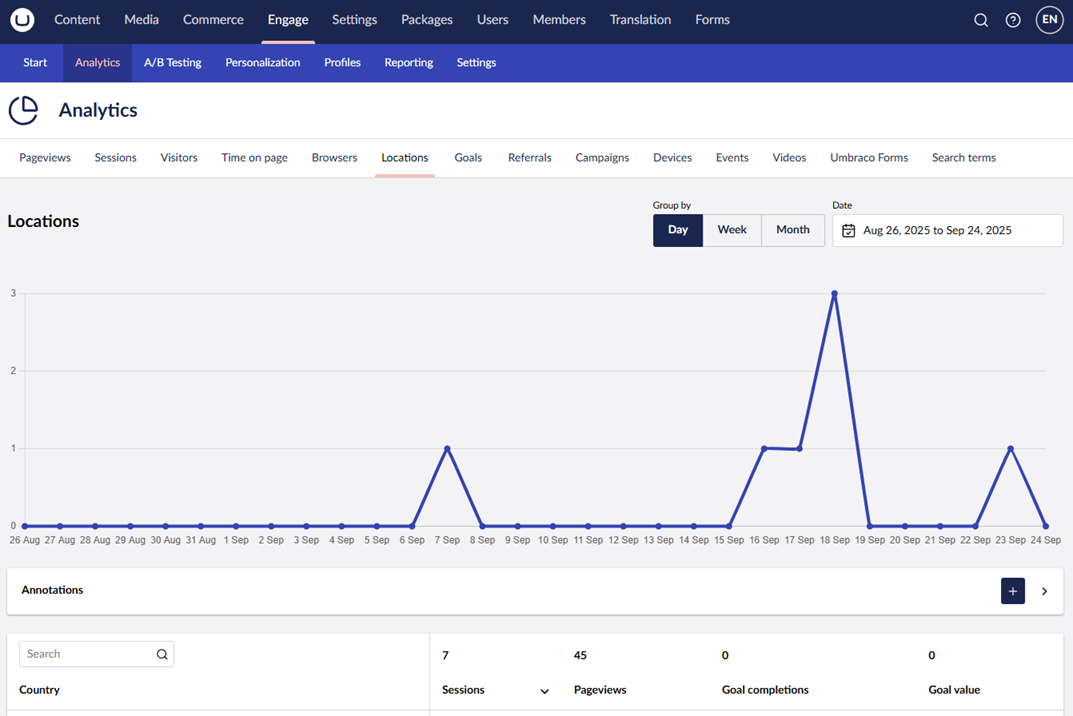 Content Media Commerce Engage Settings Packages Users Members Translation Forms EN
Start Analytics A/B Testing Personalization Profiles Reporting Settings
Analytics
Pageviews Sessions Visitors Time on page Browsers Locations Goals Referrals Campaigns Devices Events Videos Umbraco Forms Search terms
Group by Date
Locations Day Week Month Aug 26, 2025 to Sep 24, 2025
3
2
1
0
26 Aug 27 Aug 28 Aug 29 Aug 30 Aug 31 Aug 1 Sep 2 Sep 3 Sep 4 Sep 5 Sep 6 Sep 7 Sep 8 Sep 9 Sep 10 Sep 11 Sep 12 Sep 13 Sep 14 Sep 15 Sep 16 Sep 17 Sep 18 Sep 19 Sep 20 Sep 21 Sep 22 Sep 23 Sep 24 Sep
Annotations
Search 7 45 0 0
Country Sessions Pageviews Goal completions Goal value